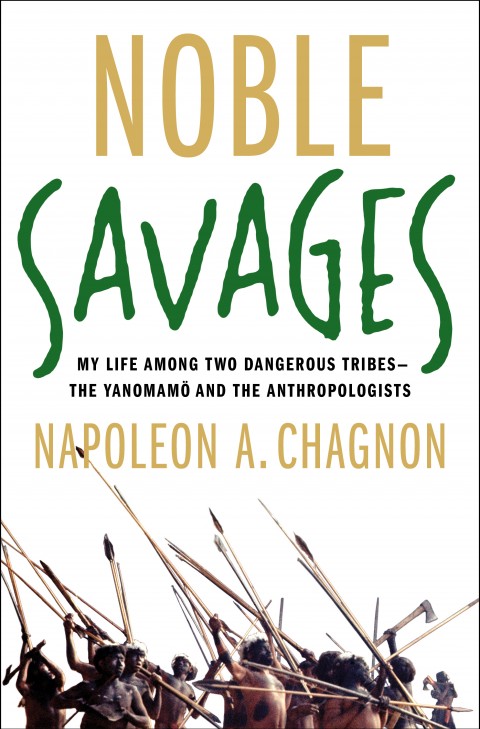 NOBLE
SAVAGES
MY LIFE AMONG TWO DANGEROUS TRIBES—
THE YANOMAMÖ AND THE ANTHROPOLOGISTS
NAPOLEON A. CHAGNON